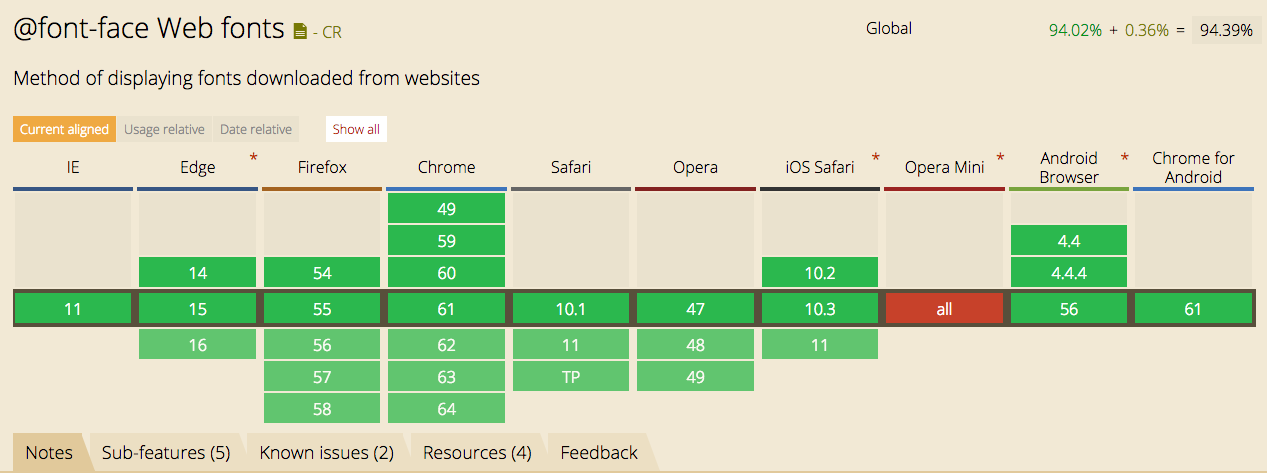 @font-face Web fonts - CR
Global 94.02% + 0.36% = 94.39%
Method of displaying fonts downloaded from websites
Current aligned Usage relative Date relative Show all
IE Edge * Firefox Chrome Safari Opera iOS Safari * Opera Mini * Android Browser * Chrome for Android
49
59 4.4
14 54 60 10.2 4.4.4
11 15 55 61 10.1 47 10.3 all 56 61
16 56 62 11 48 11
57 63 TP 49
58 64
Notes Sub-features (5) Known issues (2) Resources (4) Feedback